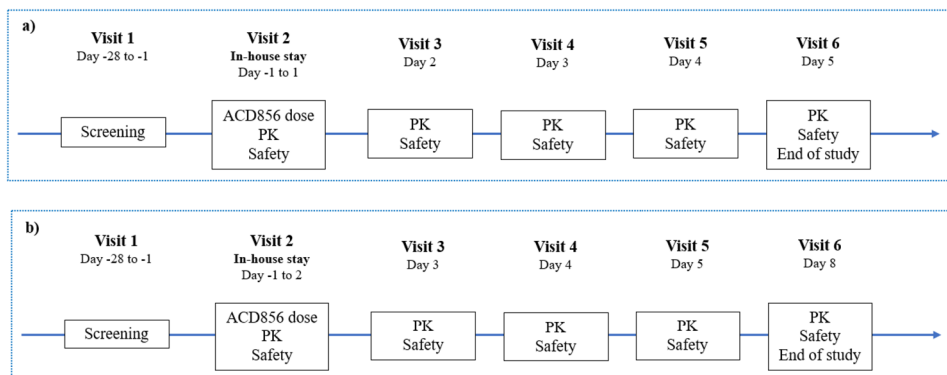 a)
Visit 1
Day -28 to -1
Visit 2
In-house stay
Day -1 to 1
Visit 3
Day 2
Visit 4
Day 3
Visit 5
Day 4
Visit 6
Day 5
Screening
ACD856 dose
PK
Safety
PK
Safety
PK
Safety
PK
Safety
PK
Safety
End of study
b)
Visit 1
Day -28 to -1
Visit 2
In-house stay
Day -1 to 2
Visit 3
Day 3
Visit 4
Day 4
Visit 5
Day 5
Visit 6
Day 8
Screening
ACD856 dose
PK
Safety
PK
Safety
PK
Safety
PK
Safety
PK
Safety
End of study